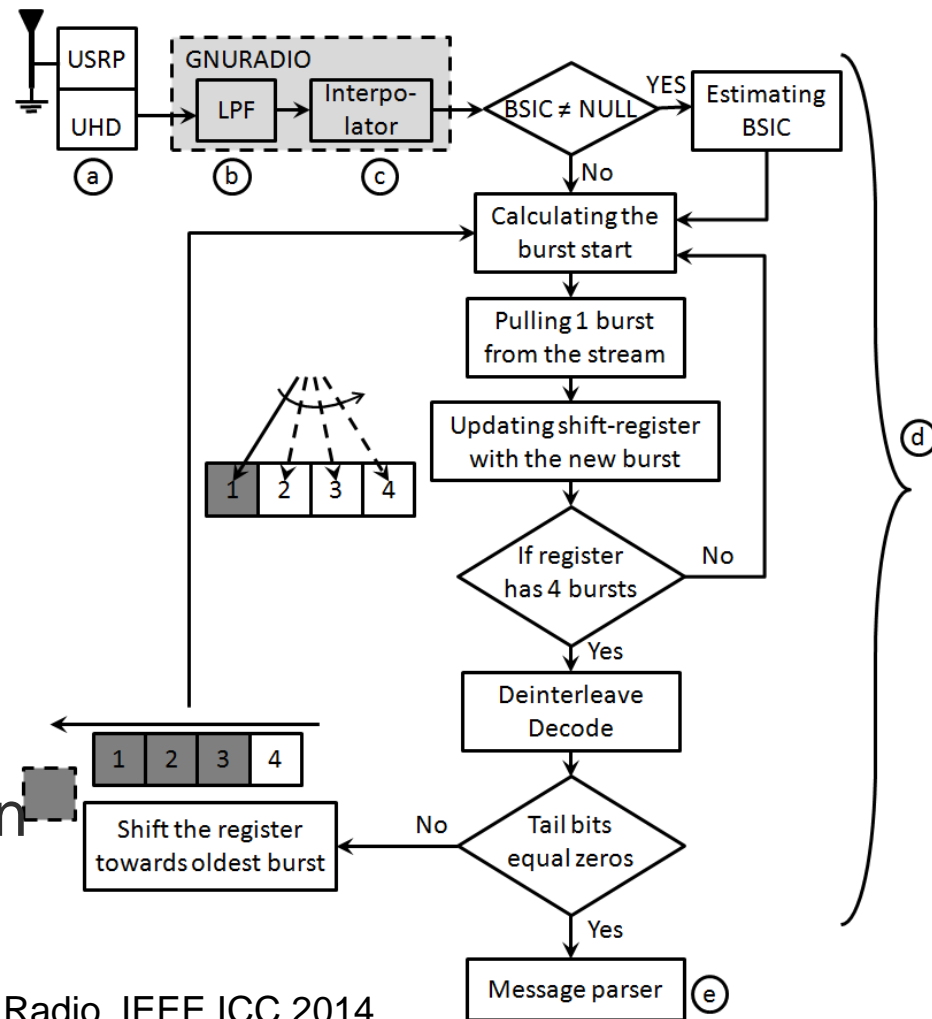 USRP
UHD
a
GNURADIO
LPF
Interpo-
lator
b
c
BSIC ≠ NULL
YES
Estimating
BSIC
No
Calculating the
burst start
Pulling 1 burst
from the stream
Updating shift-register
with the new burst
1 2 3 4
d
If register
has 4 bursts
No
Yes
Deinterleave
Decode
1 2 3 4
n
Shift the register
towards oldest burst
No
Tail bits
equal zeros
Yes
Message parser
e
Radio, IEEE ICC 2014